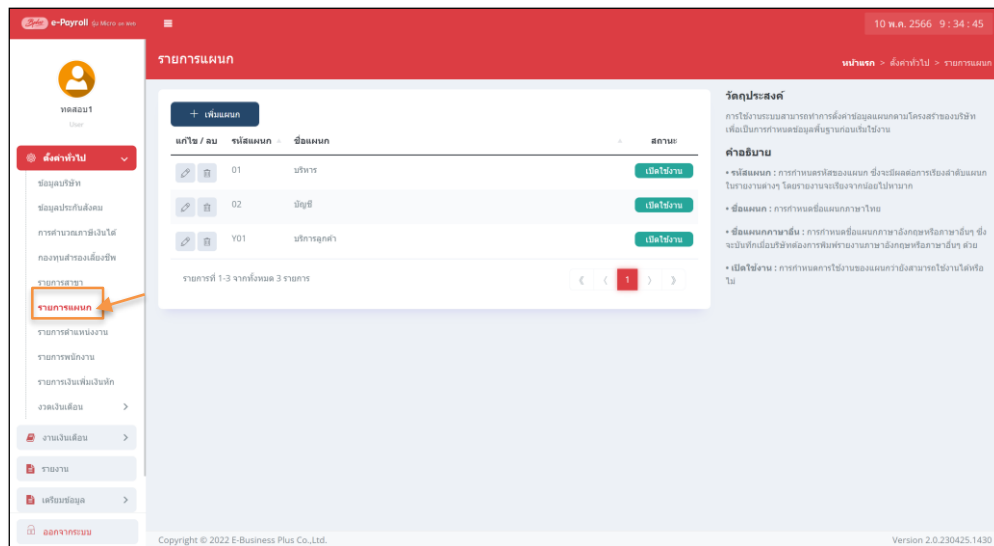 Bplus e-Payroll รุ่น Micro on Web
10 พ.ค. 2566 9 : 34 : 45
รายการแผนก
หน้าแรก > ตั้งค่าทั่วไป > รายการแผนก
ทดสอบ1
User
ตั้งค่าทั่วไป
ข้อมูลบริษัท
ข้อมูลประกันสังคม
การคำนวณภาษีเงินได้
กองทุนสำรองเลี้ยงชีพ
รายการสาขา
รายการแผนก
รายการตำแหน่งงาน
รายการพนักงาน
รายการเงินเพิ่มเงินหัก
งวดเงินเดือน
งานเงินเดือน
รายงาน
เตรียมข้อมูล
ออกจากระบบ
+ เพิ่มแผนก
แก้ไข / ลบ รหัสแผนก ชื่อแผนก สถานะ
01 บริหาร เปิดใช้งาน
02 บัญชี เปิดใช้งาน
Y01 บริการลูกค้า เปิดใช้งาน
รายการที่ 1-3 จากทั้งหมด 3 รายการ
1
วัตถุประสงค์
การใช้งานระบบสามารถทำการตั้งค่าข้อมูลแผนกตามโครงสร้างของบริษัท
เพื่อเป็นการกำหนดข้อมูลพื้นฐานก่อนเริ่มใช้งาน
คำอธิบาย
• รหัสแผนก : การกำหนดรหัสของแผนก ซึ่งจะมีผลต่อการเรียงลำดับแผนก
ในรายงานต่างๆ โดยรายงานจะเรียงจากน้อยไปหามาก
• ชื่อแผนก : การกำหนดชื่อแผนกภาษาไทย
• ชื่อแผนกภาษาอื่น : การกำหนดชื่อแผนกภาษาอังกฤษหรือภาษาอื่นๆ ซึ่ง
จะบันทึกเมื่อบริษัทต้องการพิมพ์รายงานภาษาอังกฤษหรือภาษาอื่นๆ ด้วย
• เปิดใช้งาน : การกำหนดการใช้งานของแผนกว่ายังสามารถใช้งานได้หรือ
ไม่
Copyright © 2022 E-Business Plus Co.,Ltd.
Version 2.0.230425.1430